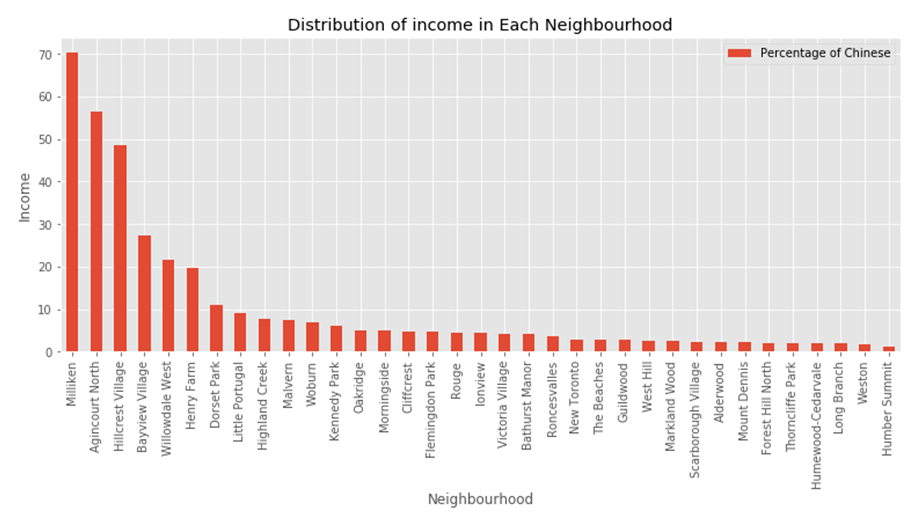 Distribution of income in Each Neighbourhood
Percentage of Chinese
Income
70
60
50
40
30
20
10
0
Milliken
Agincourt North
Hillcrest Village
Bayview Village
Willowdale West
Henry Farm
Dorset Park
Little Portugal
Highland Creek
Malvern
Woburn
Kennedy Park
Oakridge
Morningside
Cliffcrest
Flemingdon Park
Rouge
Ionview
Victoria Village
Bathurst Manor
Roncesvalles
New Toronto
The Beaches
Guildwood
West Hill
Markland Wood
Scarborough Village
Alderwood
Mount Dennis
Forest Hill North
Thorncliffe Park
Humewood-Cedarvale
Long Branch
Weston
Humber Summit
Neighbourhood